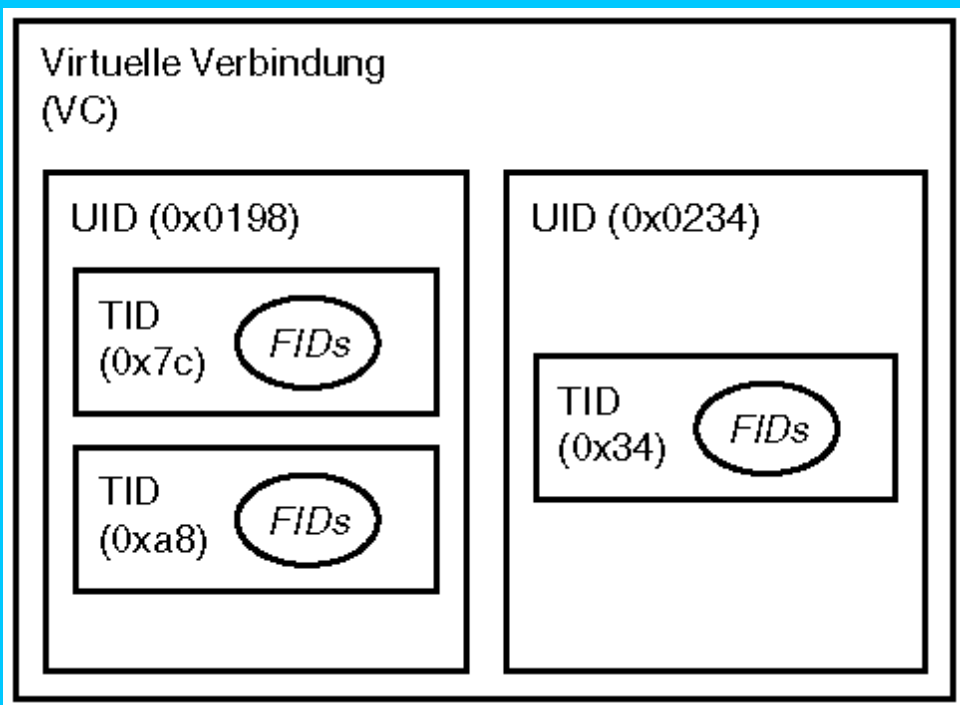 Virtuelle Verbindung
(VC)
UID (0x0198)
TID
(0x7c)
FIDs
TID
(0xa8)
FIDs
UID (0x0234)
TID
(0x34)
FIDs